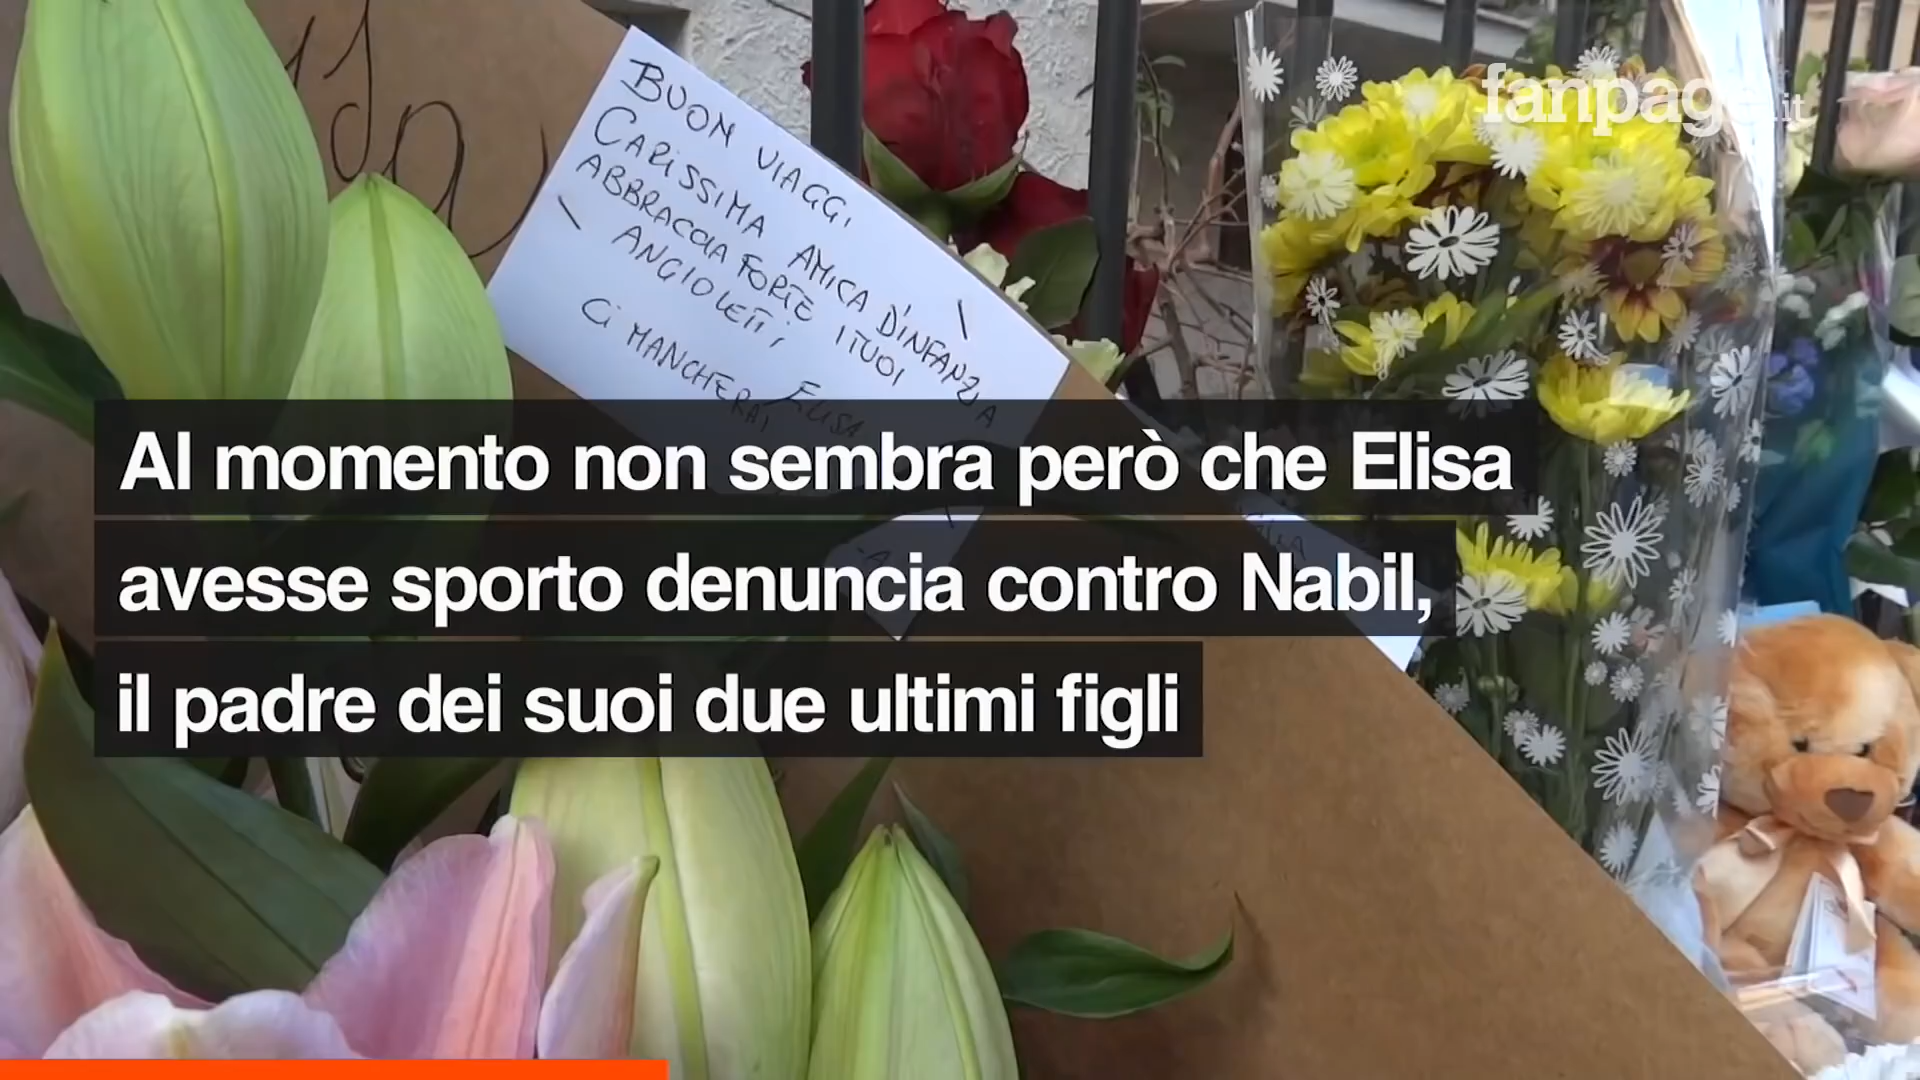 fanpage.it
BUON VIAGGI,
CARISSIMA AMICA D'INFANZIA
ABBRACCIA FORTE I TUOI
ANGIOLETTI,
CI MANCHERAI
ELISA
Al momento non sembra però che Elisa
avesse sporto denuncia contro Nabil,
il padre dei suoi due ultimi figli